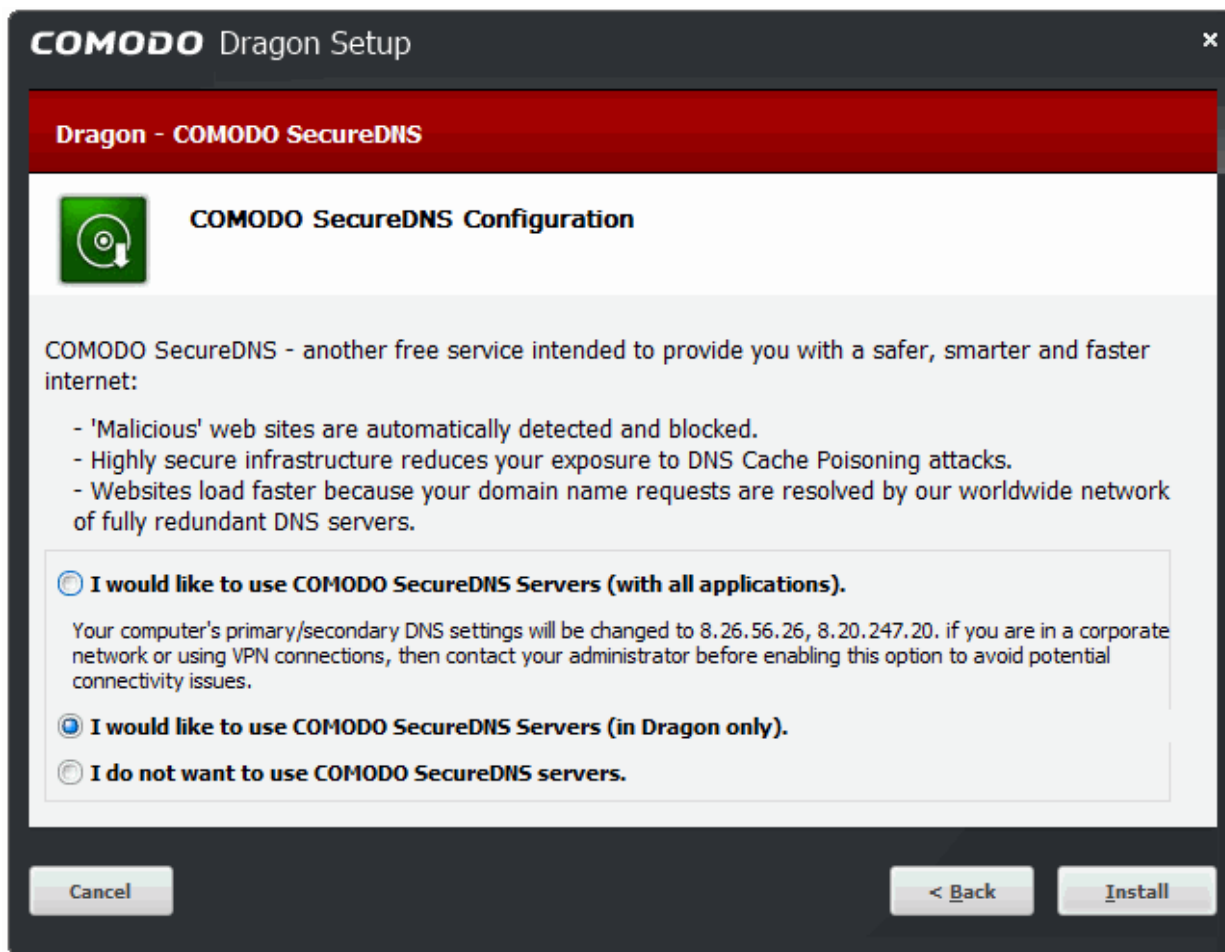 COMODO Dragon Setup
Dragon - COMODO SecureDNS
COMODO SecureDNS Configuration
COMODO SecureDNS - another free service intended to provide you with a safer, smarter and faster
internet:
- 'Malicious' web sites are automatically detected and blocked.
- Highly secure infrastructure reduces your exposure to DNS Cache Poisoning attacks.
- Websites load faster because your domain name requests are resolved by our worldwide network
of fully redundant DNS servers.
I would like to use COMODO SecureDNS Servers (with all applications).
Your computer's primary/secondary DNS settings will be changed to 8.26.56.26, 8.20.247.20. if you are in a corporate
network or using VPN connections, then contact your administrator before enabling this option to avoid potential
connectivity issues.
I would like to use COMODO SecureDNS Servers (in Dragon only).
I do not want to use COMODO SecureDNS servers.
Cancel
< Back
Install